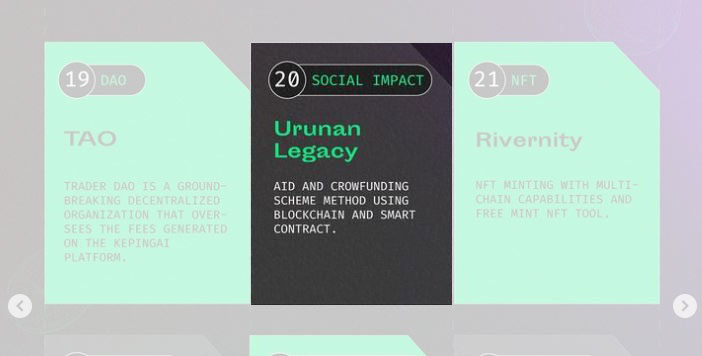 19 DAO
TAO
TRADER DAO IS A GROUND-
BREAKING DECENTRALIZED
ORGANIZATION THAT OVER-
SEES THE FEES GENERATED
ON THE KEPINGAI
PLATFORM.
20 SOCIAL IMPACT
Urunan
Legacy
AID AND CROWFUNDING
SCHEME METHOD USING
BLOCKCHAIN AND SMART
CONTRACT.
21 NFT
Rivernity
NFT MINTING WITH MULTI-
CHAIN CAPABILITIES AND
FREE MINT NFT TOOL.